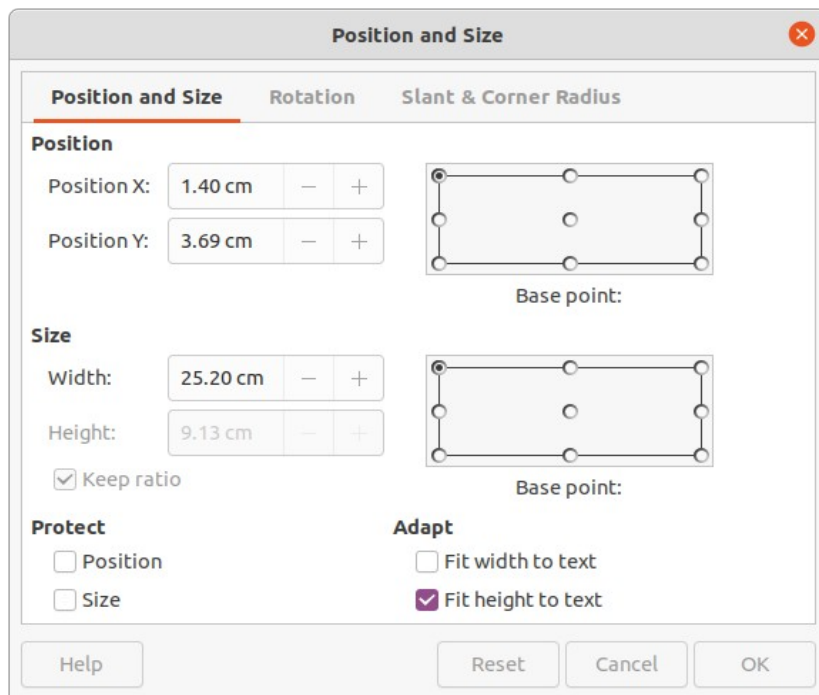 Position and Size
Position and Size Rotation Slant & Corner Radius
Position
Position X: 1.40 cm
Position Y: 3.69 cm
Base point:
Size
Width: 25.20 cm
Height: 9.13 cm
Keep ratio
Base point:
Protect Adapt
Position Fit width to text
Size Fit height to text
Help Reset Cancel OK